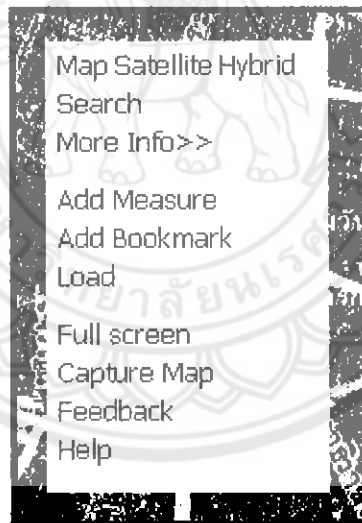 Map Satellite Hybrid
Search
More Info>>
Add Measure
Add Bookmark
Load
Full screen
Capture Map
Feedback
Help